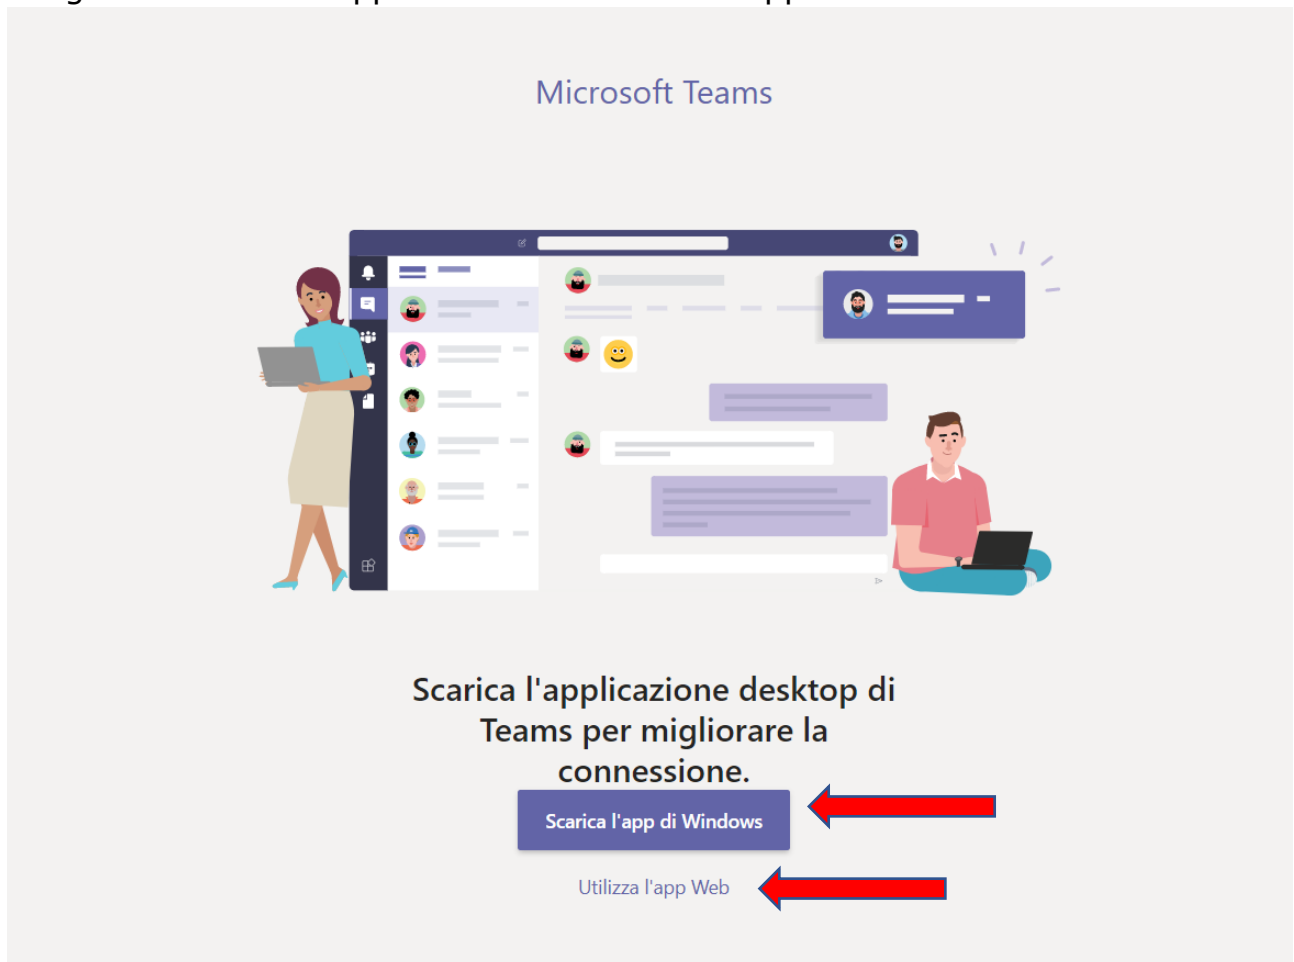 Microsoft Teams
Scarica l'applicazione desktop di
Teams per migliorare la
connessione.
Scarica l'app di Windows
Utilizza l'app Web